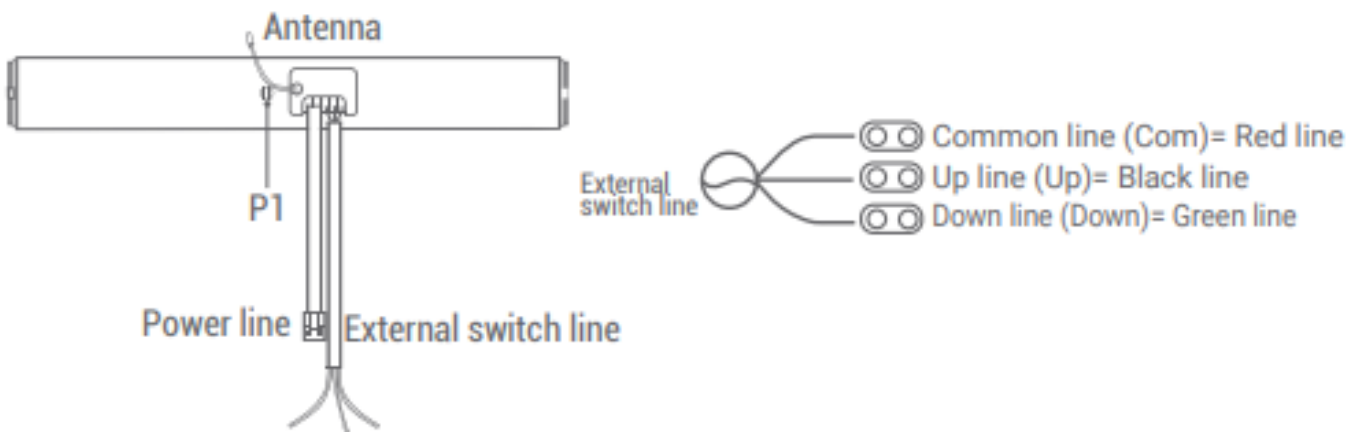 Antenna
P1
Power line
External switch line
External
switch line
Common line (Com)= Red line
Up line (Up)= Black line
Down line (Down)= Green line